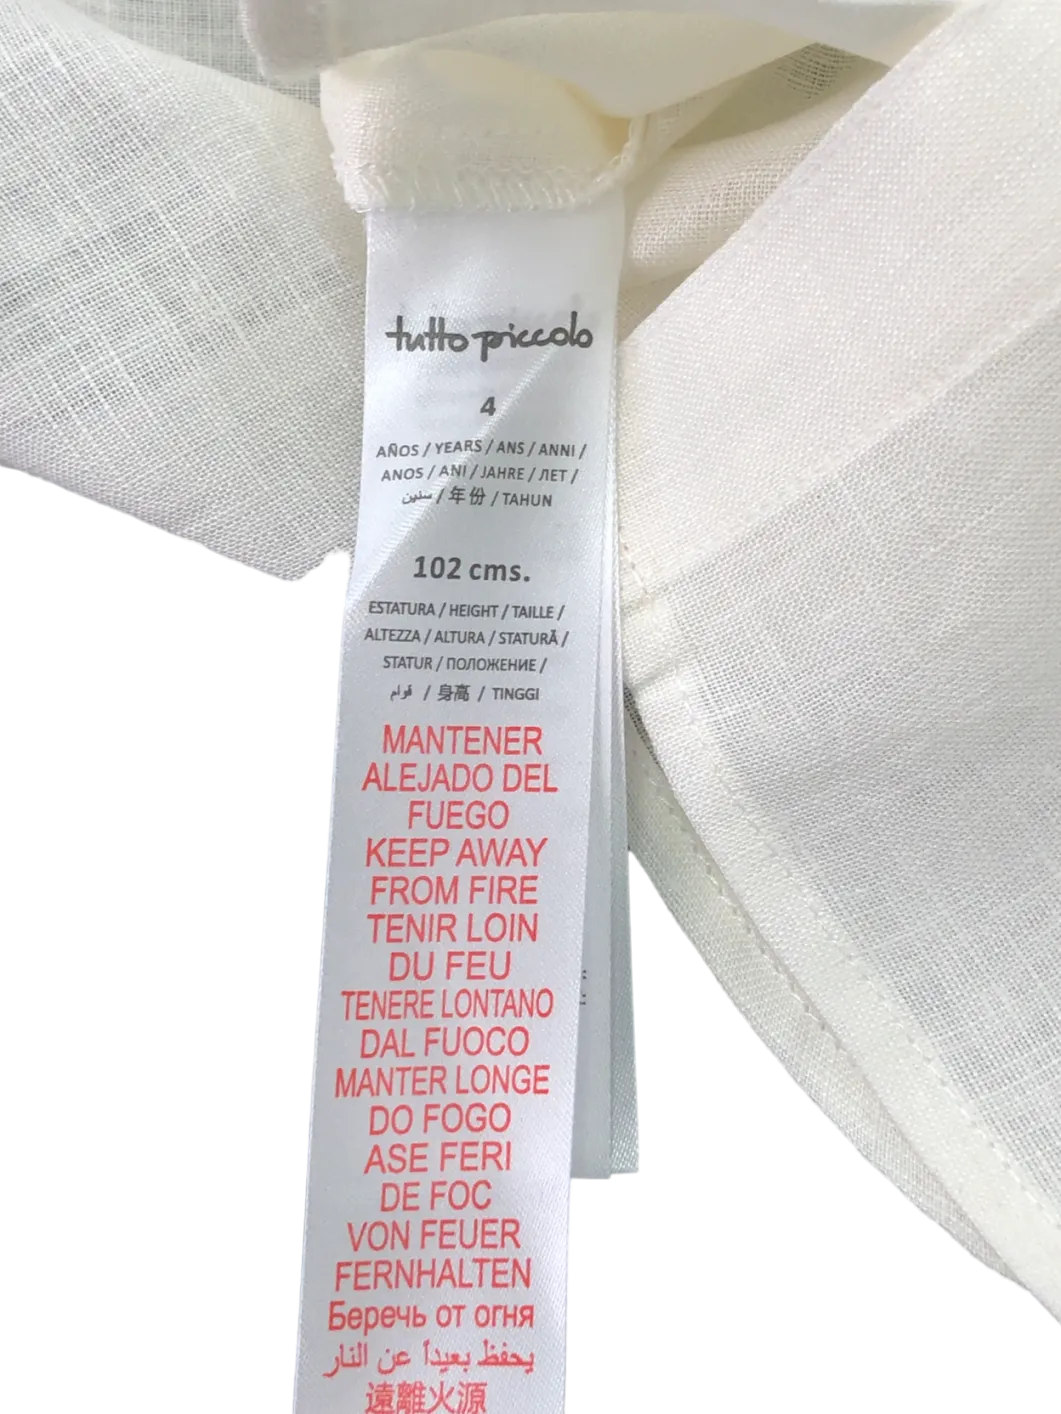 tutto piccolo
4
AÑOS / YEARS / ANS / ANNI /
ANOS / ANI / JAHRE / ЛЕТ /
سنين / 年份 / TAHUN
102 cms.
ESTATURA / HEIGHT / TAILLE /
ALTEZZA / ALTURA / STATURĂ /
STATUR / ПОЛОЖЕНИЕ /
قوام / 身高 / TINGGI
MANTENER
ALEJADO DEL
FUEGO
KEEP AWAY
FROM FIRE
TENIR LOIN
DU FEU
TENERE LONTANO
DAL FUOCO
MANTER LONGE
DO FOGO
ASE FERI
DE FOC
VON FEUER
FERNHALTEN
Беречь от огня
يحفظ بعيداً عن النار
遠離火源